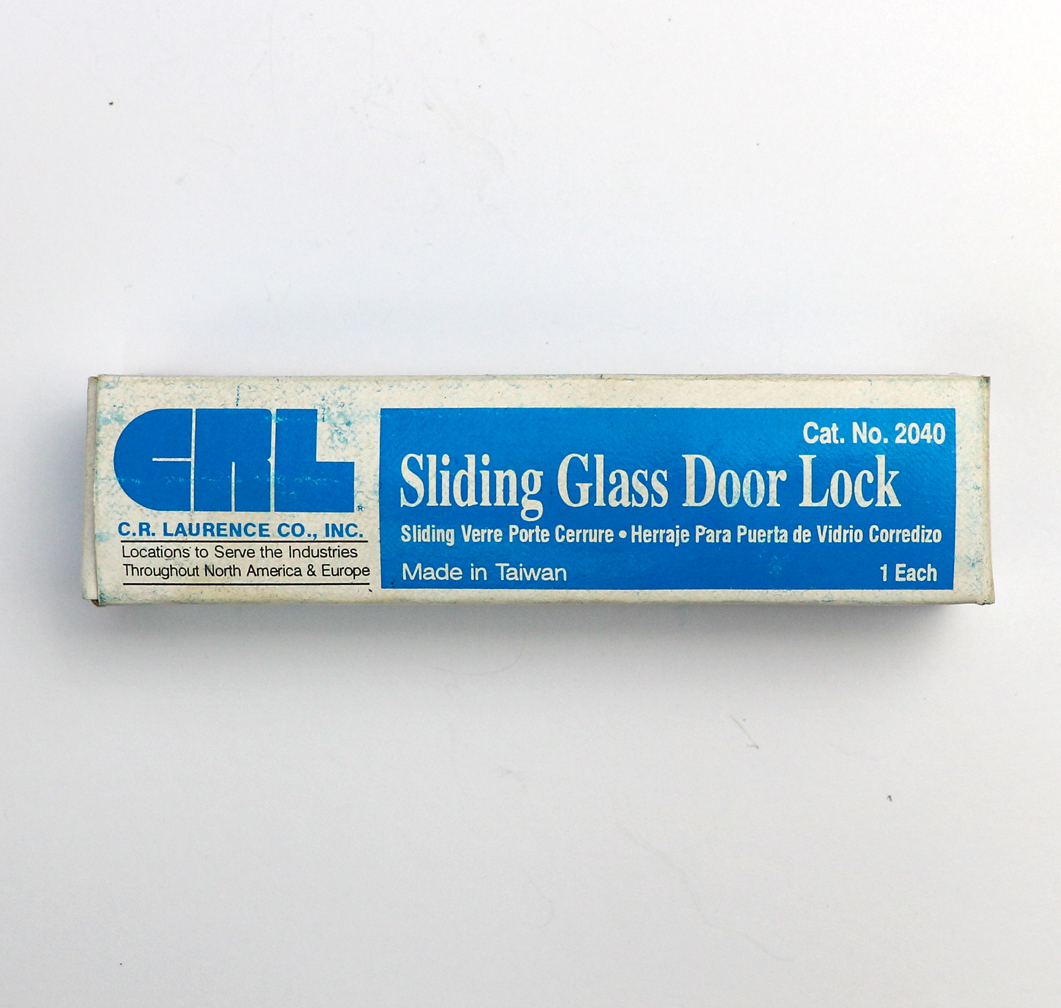 CRL
C.R. LAURENCE CO., INC.
Locations to Serve the Industries
Throughout North America & Europe
Cat. No. 2040
Sliding Glass Door Lock
Sliding Verre Porte Cerrure • Herraje Para Puerta de Vidrio Corredizo
Made in Taiwan
1 Each